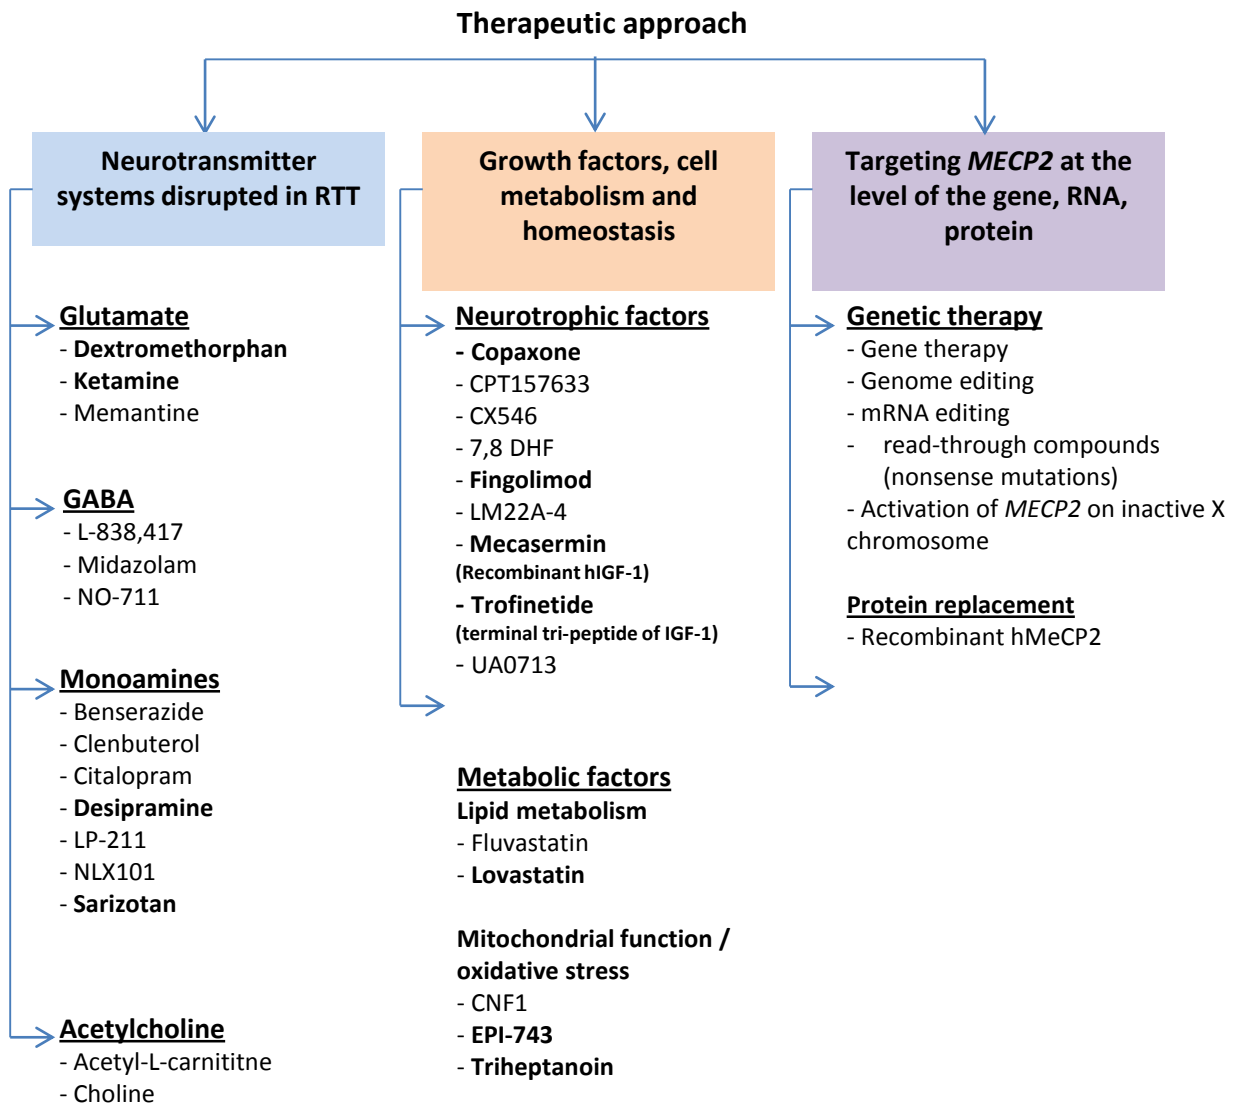 Therapeutic approach
Neurotransmitter
systems disrupted in RTT
Glutamate
- Dextromethorphan
- Ketamine
- Memantine
GABA
- L-838,417
- Midazolam
- NO-711
Monoamines
- Benserazide
- Clenbuterol
- Citalopram
- Desipramine
- LP-211
- NLX101
- Sarizotan
Acetylcholine
- Acetyl-L-carnititne
- Choline
Growth factors, cell
metabolism and
homeostasis
Neurotrophic factors
- Copaxone
- CPT157633
- CX546
- 7,8 DHF
- Fingolimod
- LM22A-4
- Mecasermin
(Recombinant hIGF-1)
- Trofinetide
(terminal tri-peptide of IGF-1)
- UA0713
Metabolic factors
Lipid metabolism
- Fluvastatin
- Lovastatin
Mitochondrial function /
oxidative stress
- CNF1
- EPI-743
- Triheptanoin
Targeting MECP2 at the
level of the gene, RNA,
protein
Genetic therapy
- Gene therapy
- Genome editing
- mRNA editing
- read-through compounds
(nonsense mutations)
- Activation of MECP2 on inactive X
chromosome
Protein replacement
- Recombinant hMeCP2